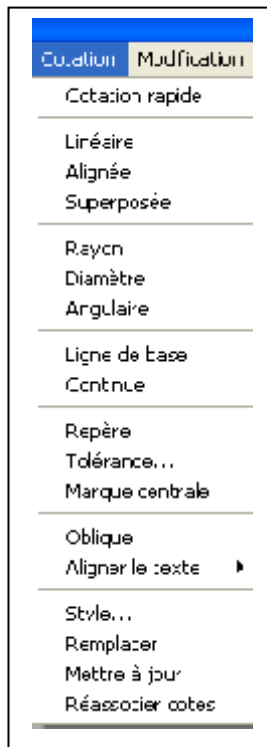 Cotation Modification
Cotation rapide
Linéaire
Alignée
Superposée
Rayon
Diamètre
Angulaire
Ligne de base
Continue
Repère
Tolérance...
Marque centrale
Oblique
Aligner le texte
Style...
Remplacer
Mettre à jour
Réassocier cotes